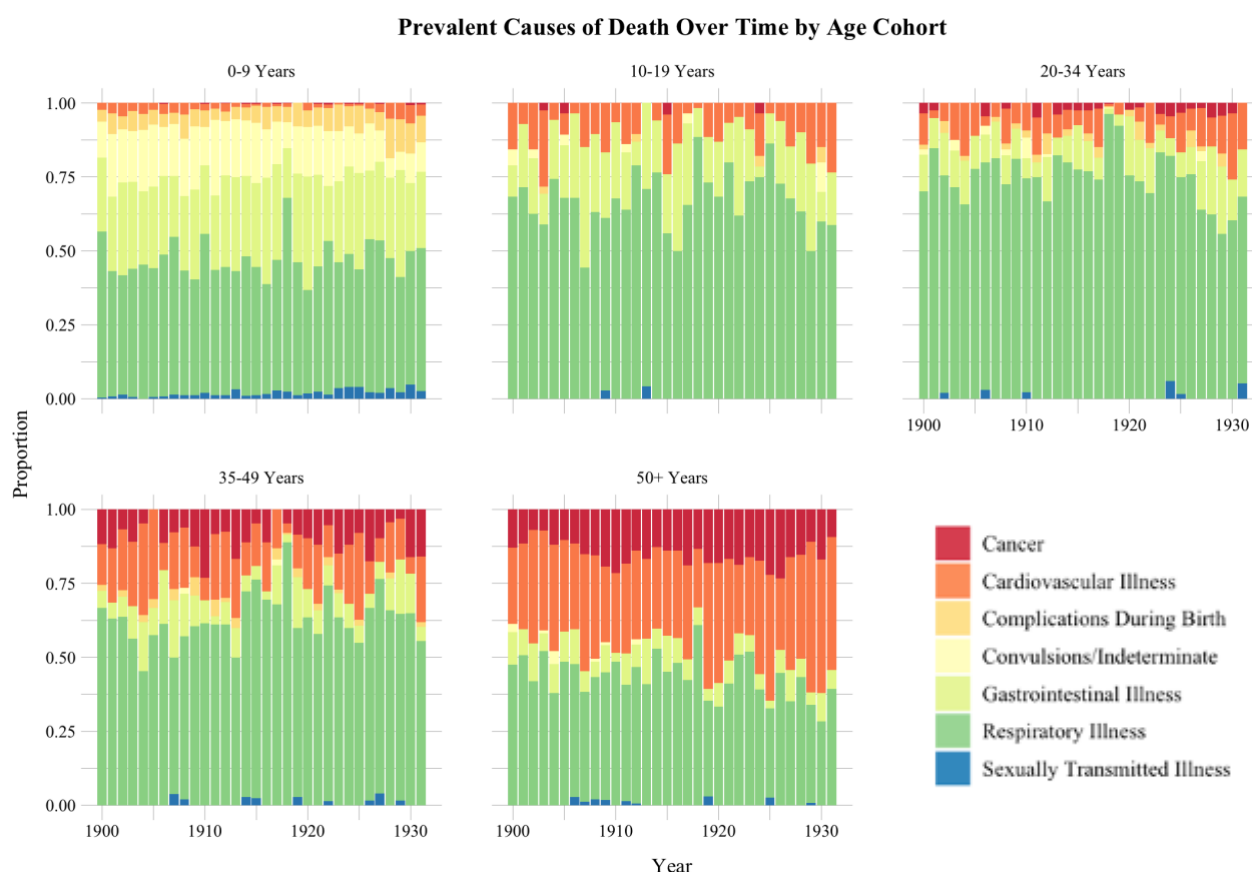 Prevalent Causes of Death Over Time by Age Cohort
0-9 Years
10-19 Years
20-34 Years
1.00
0.75
0.50
0.25
0.00
1900
1910
1920
1930
Proportion
35-49 Years
50+ Years
1.00
0.75
0.50
0.25
0.00
1900
1910
1920
1930
1900
1910
1920
1930
Year
Cancer
Cardiovascular Illness
Complications During Birth
Convulsions/Indeterminate
Gastrointestinal Illness
Respiratory Illness
Sexually Transmitted Illness